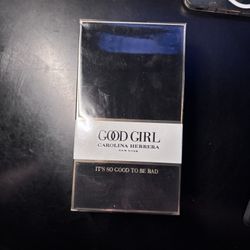 GOOD GIRL
CAROLINA HERRERA
NEW YORK
IT'S SO GOOD TO BE BAD